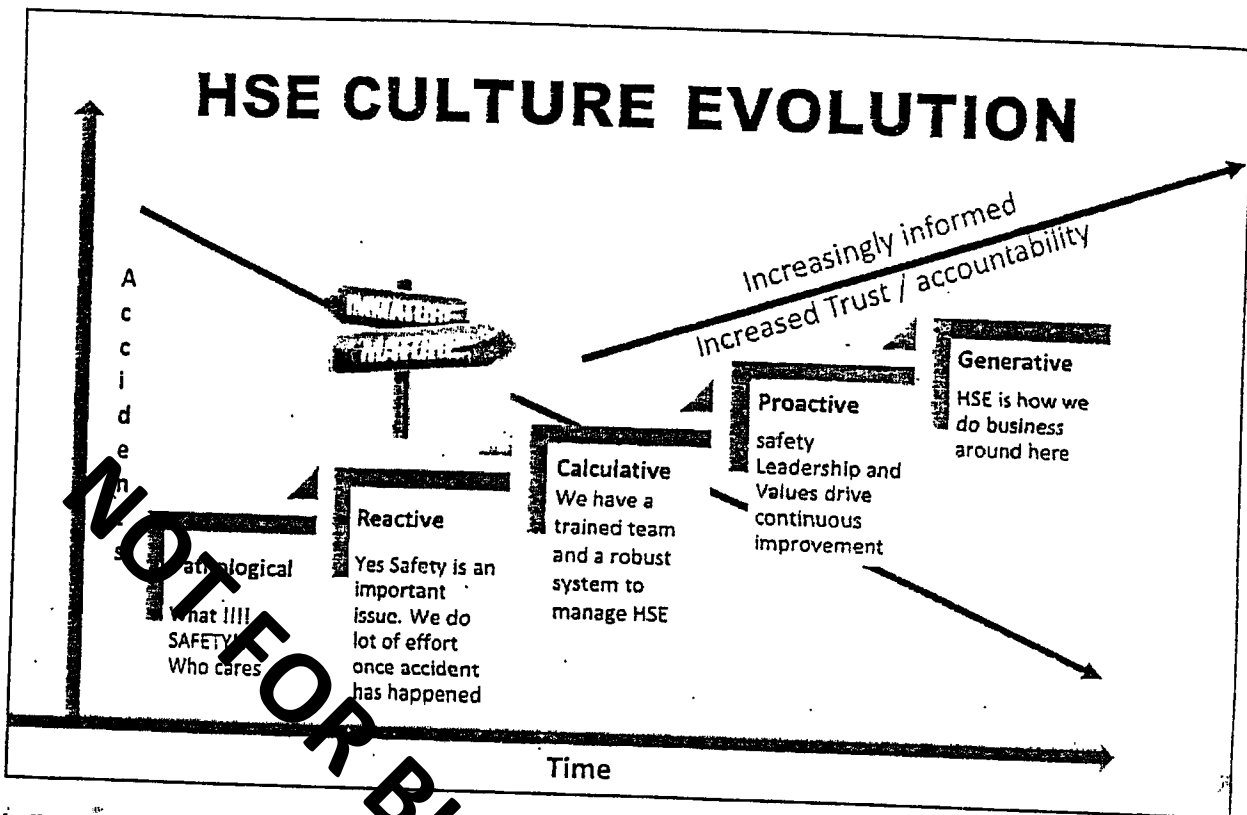 HSE CULTURE EVOLUTION
Accidents
Increasingly informed
Increased Trust / accountability
Generative
HSE is how we
do business
around here
Proactive
safety
Leadership and
Values drive
continuous
improvement
Calculative
We have a
trained team
and a robust
system to
manage HSE
Reactive
Yes Safety is an
important
issue. We do
lot of effort
once accident
has happened
Pathological
What !!!!
SAFETY
Who cares
Time
NOT FOR